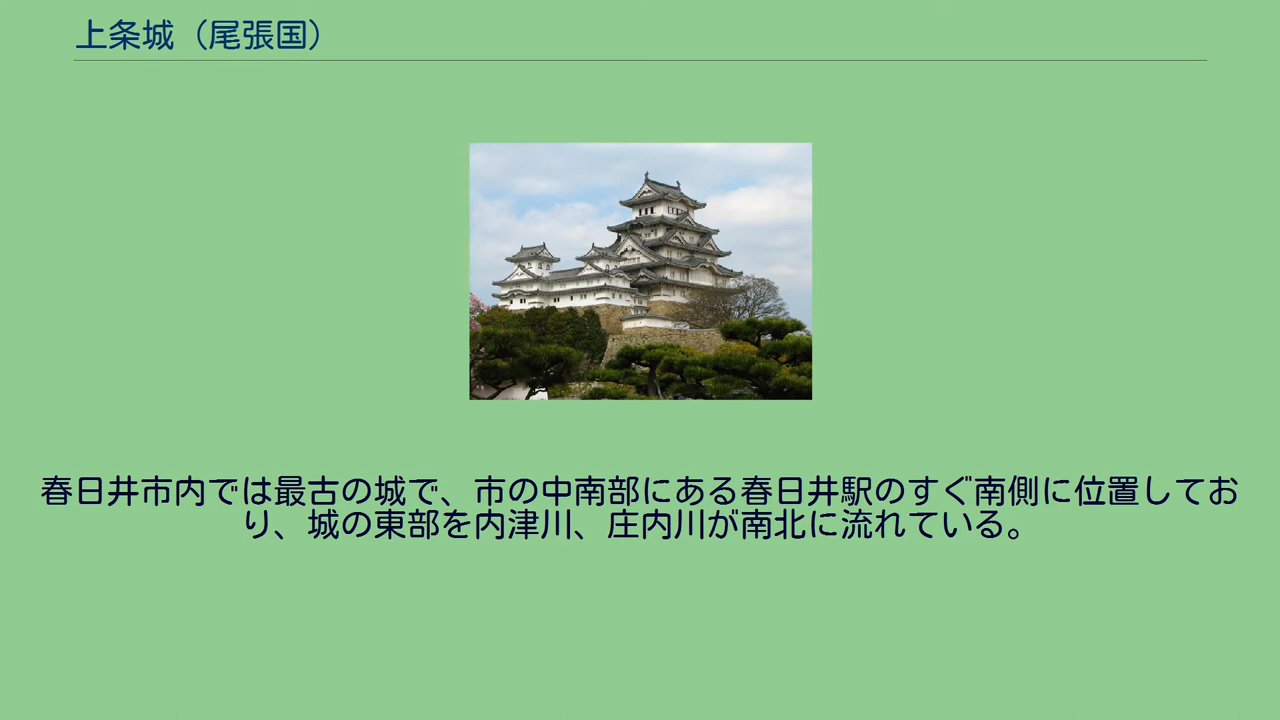 上条城（尾張国）
春日井市内では最古の城で、市の中南部にある春日井駅のすぐ南側に位置してお
り、城の東部を内津川、庄内川が南北に流れている。